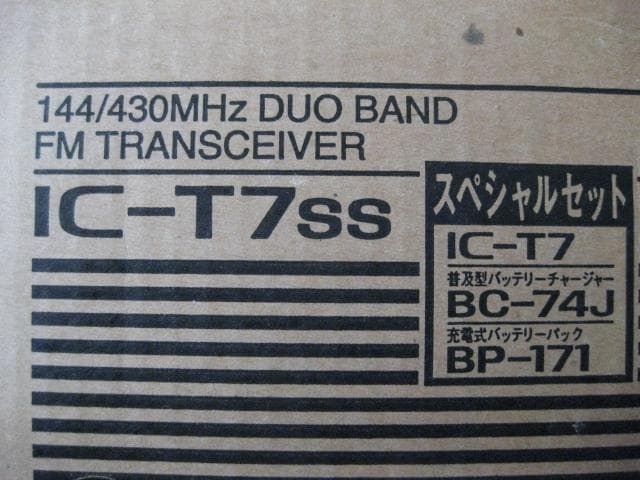 144/430MHz DUO BAND
FM TRANSCEIVER
IC-T7ss
スペシャルセット
IC-T7
普及型バッテリーチャージャー
BC-74J
充電式バッテリーパック
BP-171